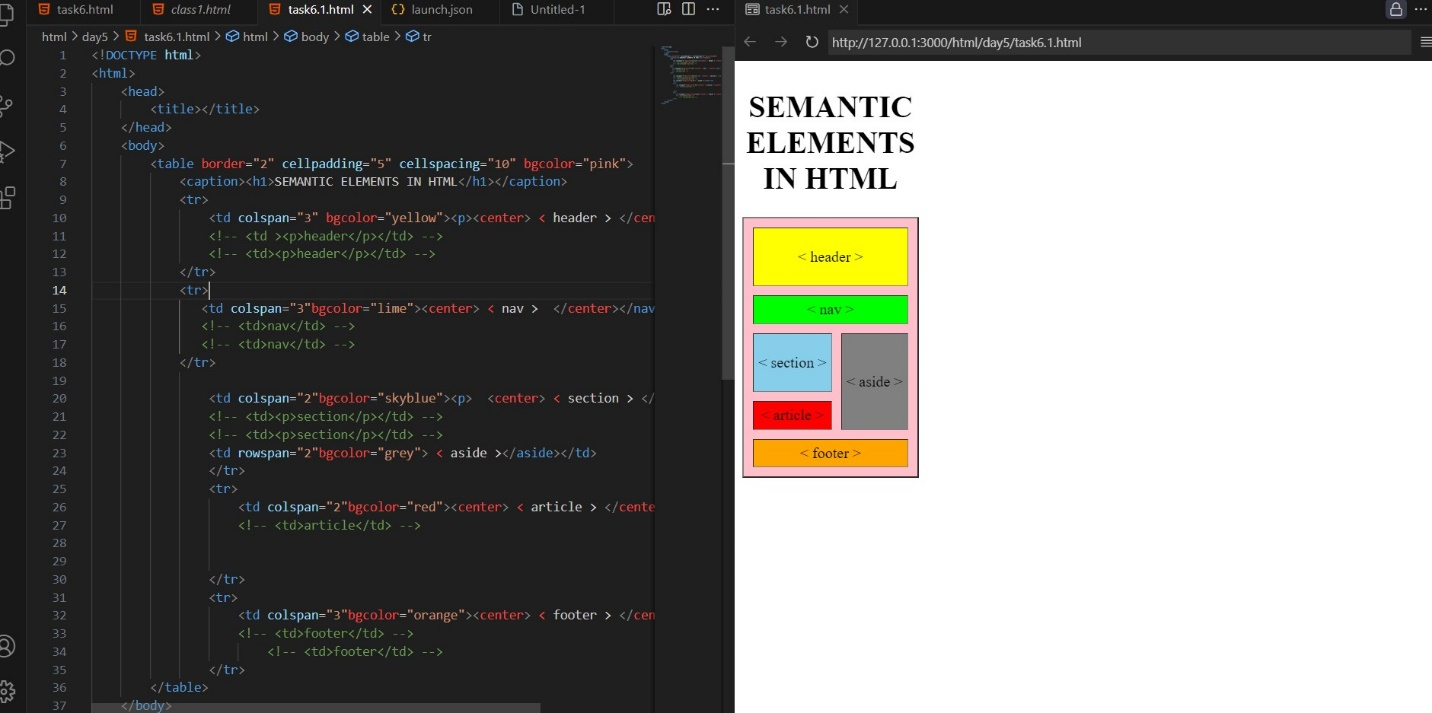 task6.html class1.html task6.1.html launch.json Untitled-1
html > day5 > task6.1.html > html > body > table > tr
1 <!DOCTYPE html>
2 <html>
3 <head>
4 <title></title>
5 </head>
6 <body>
7 <table border="2" cellpadding="5" cellspacing="10" bgcolor="pink">
8 <caption><h1>SEMANTIC ELEMENTS IN HTML</h1></caption>
9 <tr>
10 <td colspan="3" bgcolor="yellow"><p><center> < header > </cen
11 <!-- <td ><p>header</p></td> -->
12 <!-- <td><p>header</p></td> -->
13 </tr>
14 <tr>
15 <td colspan="3"bgcolor="lime"><center> < nav >  </center></nav
16 <!-- <td>nav</td> -->
17 <!-- <td>nav</td> -->
18 </tr>
19
20 <td colspan="2"bgcolor="skyblue"><p>  <center> < section > </
21 <!-- <td><p>section</p></td> -->
22 <!-- <td><p>section</p></td> -->
23 <td rowspan="2"bgcolor="grey"> < aside ></aside></td>
24 </tr>
25 <tr>
26 <td colspan="2"bgcolor="red"><center> < article > </cente
27 <!-- <td>article</td> -->
28
29
30 </tr>
31 <tr>
32 <td colspan="3"bgcolor="orange"><center> < footer > </cen
33 <!-- <td>footer</td> -->
34 <!-- <td>footer</td> -->
35 </tr>
36 </table>
37 </body>
task6.1.html
http://127.0.0.1:3000/html/day5/task6.1.html
SEMANTIC
ELEMENTS
IN HTML
< header >
< nav >
< section >
< aside >
< article >
< footer >